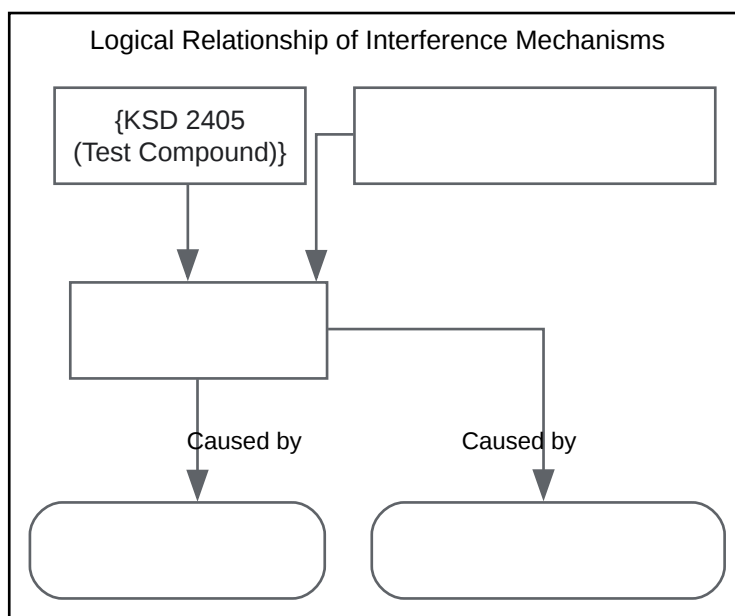 Logical Relationship of Interference Mechanisms
{KSD 2405
(Test Compound)}
Caused by
Caused by